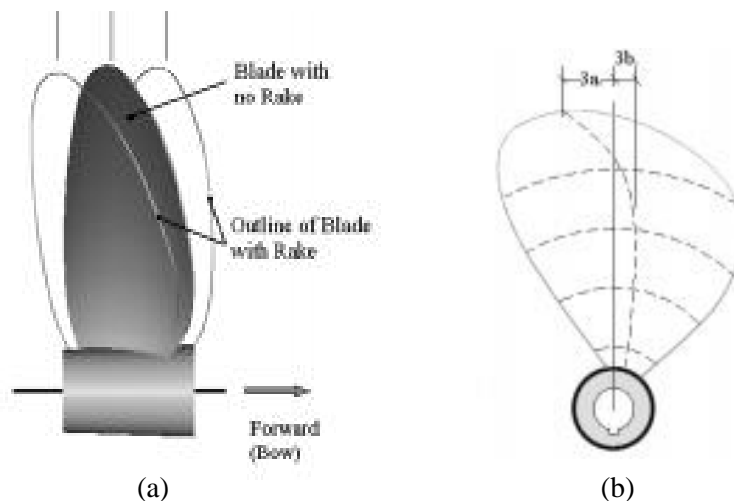 Blade with
no Rake
Outline of Blade
with Rake
Forward
(Bow)
(a)
3b
3a
(b)